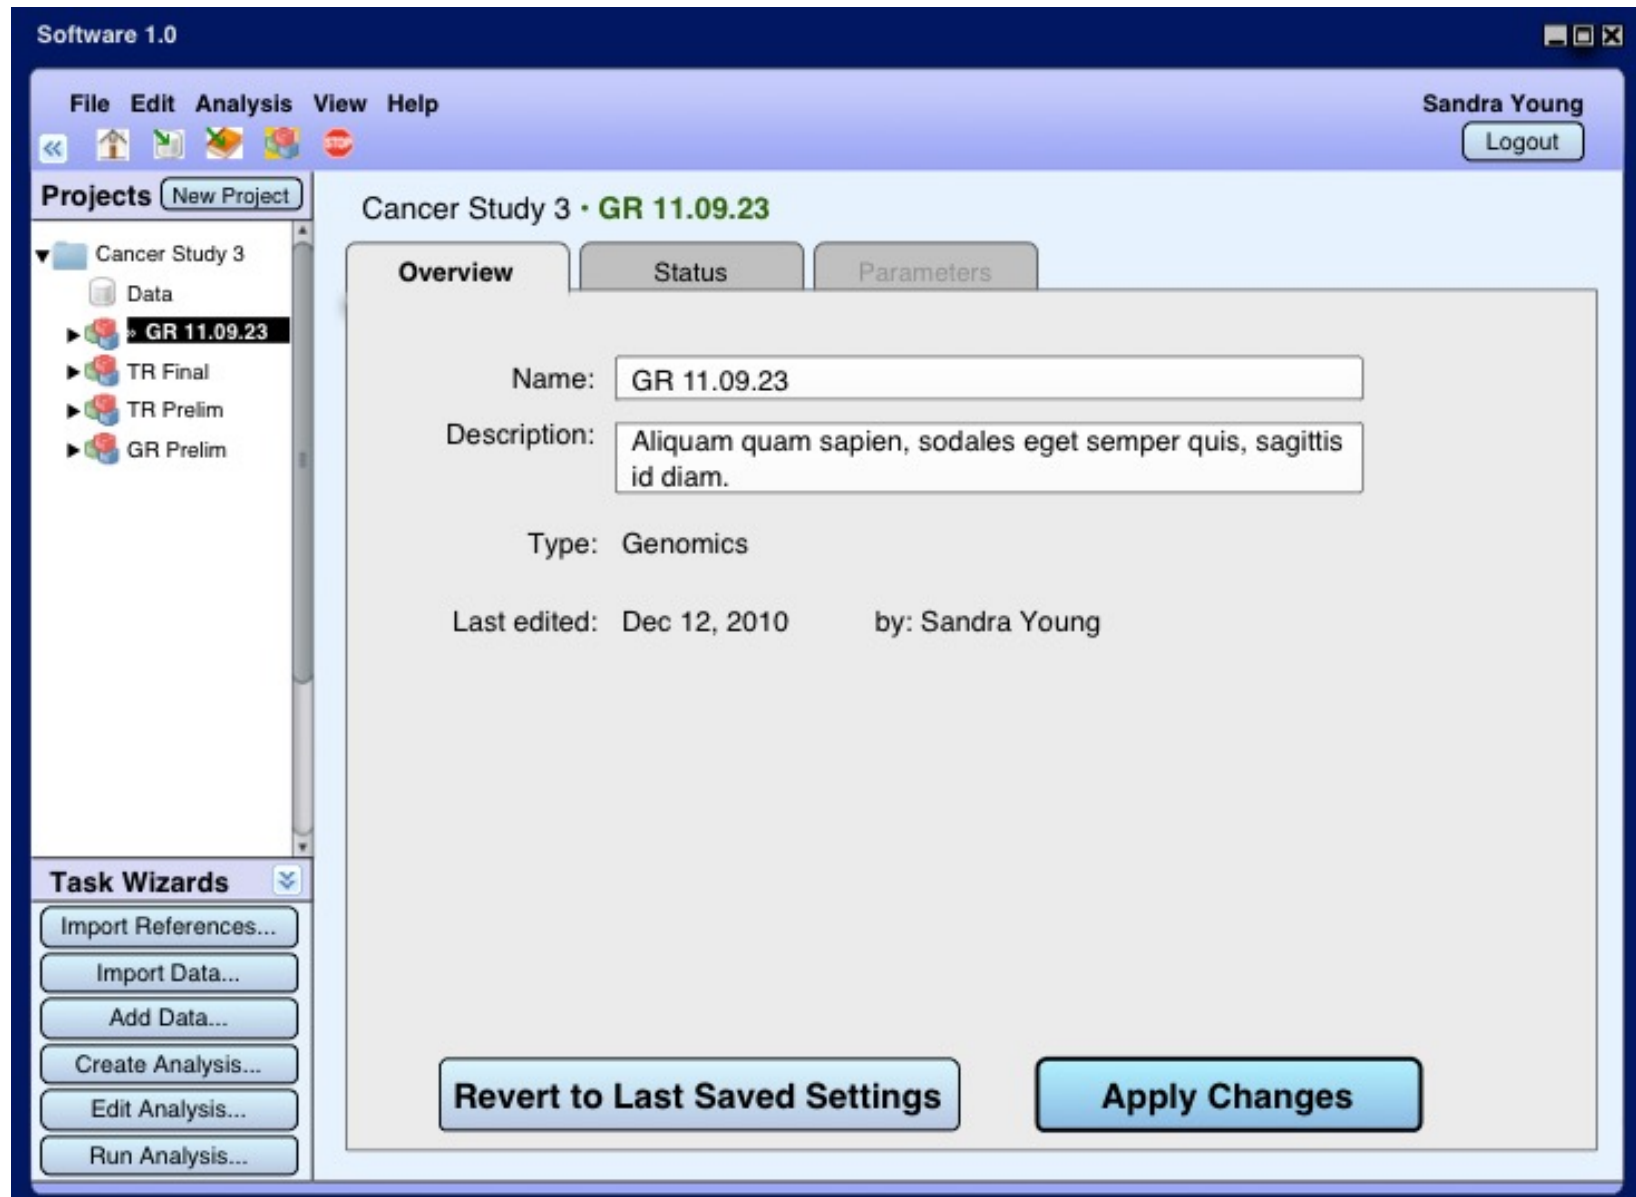 Software 1.0
File Edit Analysis View Help
Sandra Young
STOP
Logout
Projects New Project
Cancer Study 3
Data
» GR 11.09.23
TR Final
TR Prelim
GR Prelim
Task Wizards
Import References...
Import Data...
Add Data...
Create Analysis...
Edit Analysis...
Run Analysis...
Cancer Study 3 • GR 11.09.23
Overview Status Parameters
Name: GR 11.09.23
Description: Aliquam quam sapien, sodales eget semper quis, sagittis
id diam.
Type: Genomics
Last edited: Dec 12, 2010 by: Sandra Young
Revert to Last Saved Settings Apply Changes